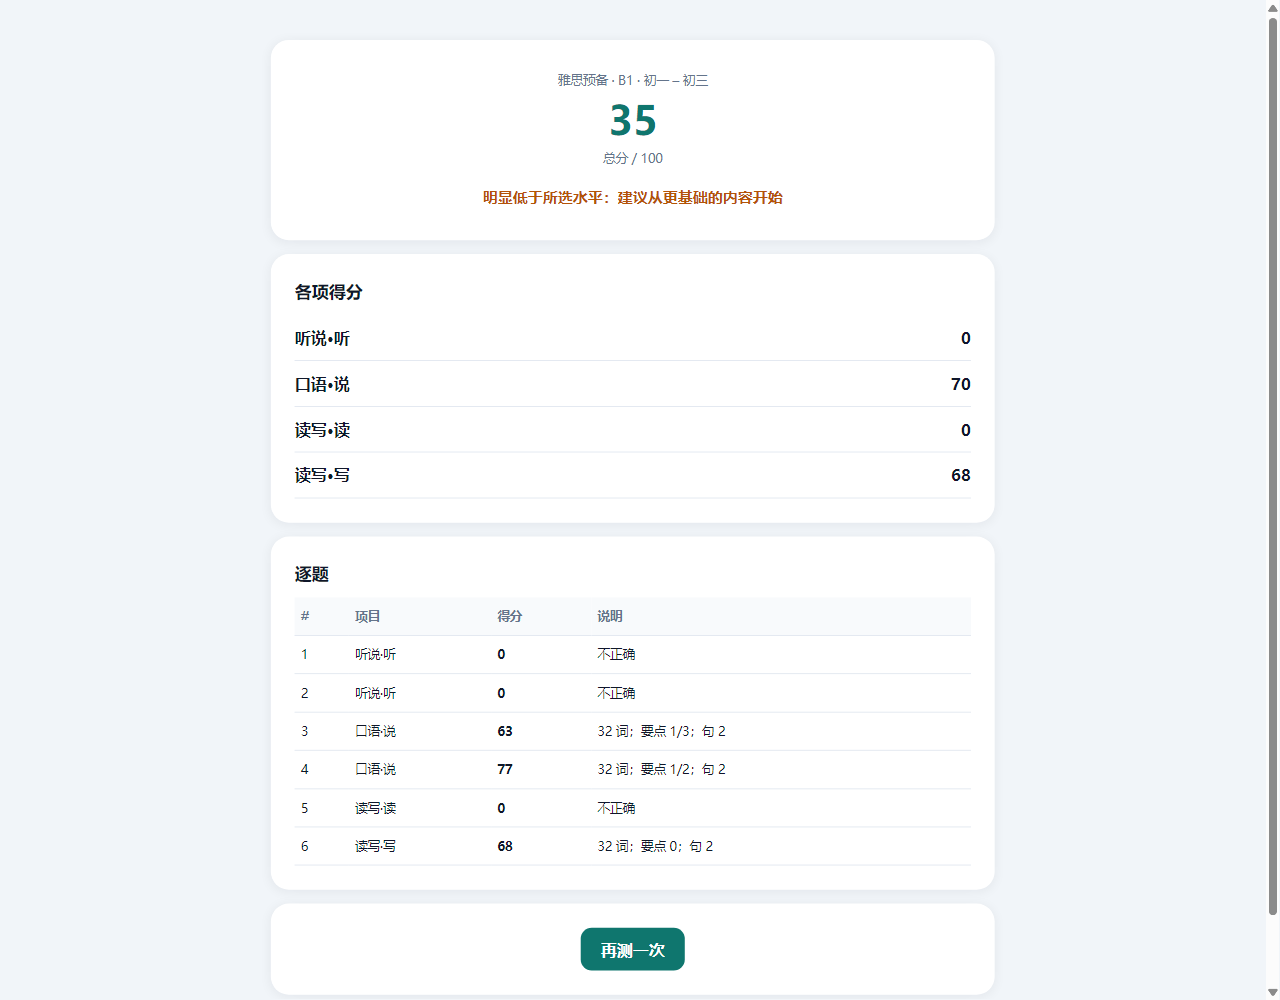 雅思预备 · B1 · 初一 – 初三
35
总分 / 100
明显低于所选水平：建议从更基础的内容开始
各项得分
听说·听 0
口语·说 70
读写·读 0
读写·写 68
逐题
# 项目 得分 说明
1 听说·听 0 不正确
2 听说·听 0 不正确
3 口语·说 63 32 词；要点 1/3；句 2
4 口语·说 77 32 词；要点 1/2；句 2
5 读写·读 0 不正确
6 读写·写 68 32 词；要点 0；句 2
再测一次